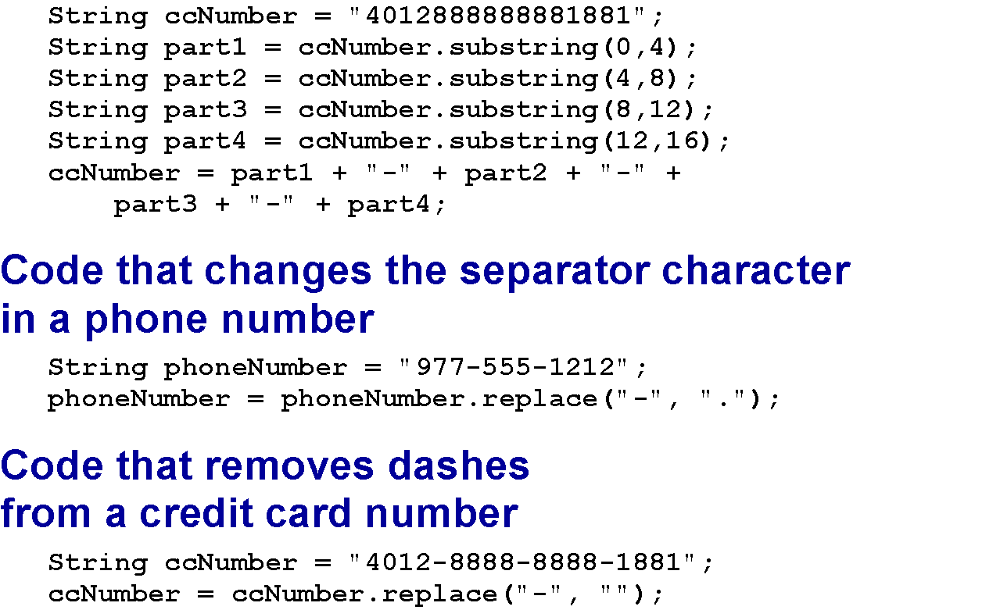 String ccNumber = "4012888888881881";
String part1 = ccNumber.substring(0,4);
String part2 = ccNumber.substring(4,8);
String part3 = ccNumber.substring(8,12);
String part4 = ccNumber.substring(12,16);
ccNumber = part1 + "-" + part2 + "-" +
    part3 + "-" + part4;
Code that changes the separator character
in a phone number
String phoneNumber = "977-555-1212";
phoneNumber = phoneNumber.replace("-", ".");
Code that removes dashes
from a credit card number
String ccNumber = "4012-8888-8888-1881";
ccNumber = ccNumber.replace("-", "");